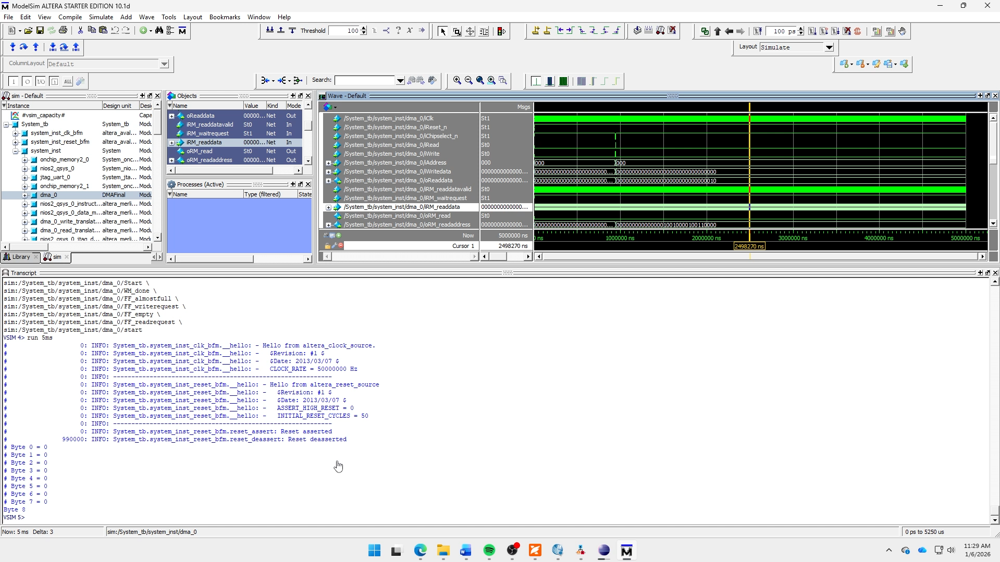 ModelSim ALTERA STARTER EDITION 10.1d
File Edit View Compile Simulate Add Wave Tools Layout Bookmarks Window Help
Threshold 100
100 ps
Layout Simulate
ColumnLayout Default
ALL
Search:
sim - Default
Instance Design unit Desig
#vsim_capacity# Capa
System_tb System_tb Modu
system_inst_clk_bfm altera_aval... Modu
system_inst_reset_bfm altera_aval... Modu
system_inst System Modu
onchip_memory2_0 System_onc... Modu
nios2_qsys_0 System_nio... Modu
jtag_uart_0 System_jta... Modu
onchip_memory2_1 System_onc... Modu
dma_0 DMAFinal Modu
nios2_qsys_0_instruct... altera_merli... Modu
nios2_qsys_0_data_m... altera_merli... Modu
dma_0_write_translat... altera_merli... Modu
dma_0_read_translat... altera_merli... Modu
nios2_qsys_0_jtag_d... altera_merli... Modu
Library sim
Objects
Name Value Kind Mode
oReaddata 00000... Net Out
iRM_readdatavalid St0 Net In
iRM_waitrequest St1 Net In
iRM_readdata 00000... Net In
oRM_read St0 Net Out
oRM_readaddress 00000... Net Out
Processes (Active)
Name Type (filtered) State
Wave - Default
Msgs
/System_tb/system_inst/dma_0/iClk St1
/System_tb/system_inst/dma_0/iReset_n St1
/System_tb/system_inst/dma_0/iChipselect_n St1
/System_tb/system_inst/dma_0/iRead St0
/System_tb/system_inst/dma_0/iWrite St0
/System_tb/system_inst/dma_0/iAddress 000 000 000
/System_tb/system_inst/dma_0/iWritedata 0000000000000... 00000000000000000000000... 00000000000000000000000000000000
/System_tb/system_inst/dma_0/oReaddata 0000000000000... 00000000000000000000000... 00000000000000000000000000000010
/System_tb/system_inst/dma_0/iRM_readdatavalid St0
/System_tb/system_inst/dma_0/iRM_waitrequest St1
/System_tb/system_inst/dma_0/iRM_readdata 0000000000000...
/System_tb/system_inst/dma_0/oRM_read St0
/System_tb/system_inst/dma_0/oRM_readaddress 0000000000000... 00000000000000000000000... 00000000000000010010000100110000
Now 5000000 ns ns 1000000 ns 2000000 ns 3000000 ns 4000000 ns 5000000 ns
Cursor 1 2498270 ns 2498270 ns
Transcript
sim:/System_tb/system_inst/dma_0/Start \
sim:/System_tb/system_inst/dma_0/WM_done \
sim:/System_tb/system_inst/dma_0/FF_almostfull \
sim:/System_tb/system_inst/dma_0/FF_writerequest \
sim:/System_tb/system_inst/dma_0/FF_empty \
sim:/System_tb/system_inst/dma_0/FF_readrequest \
sim:/System_tb/system_inst/dma_0/start
VSIM 4> run 5ms
# 0: INFO: System_tb.system_inst_clk_bfm.__hello: - Hello from altera_clock_source.
# 0: INFO: System_tb.system_inst_clk_bfm.__hello: - $Revision: #1 $
# 0: INFO: System_tb.system_inst_clk_bfm.__hello: - $Date: 2013/03/07 $
# 0: INFO: System_tb.system_inst_clk_bfm.__hello: - CLOCK_RATE = 50000000 Hz
# 0: INFO: ------------------------------------------------------------
# 0: INFO: System_tb.system_inst_reset_bfm.__hello: - Hello from altera_reset_source
# 0: INFO: System_tb.system_inst_reset_bfm.__hello: - $Revision: #1 $
# 0: INFO: System_tb.system_inst_reset_bfm.__hello: - $Date: 2013/03/07 $
# 0: INFO: System_tb.system_inst_reset_bfm.__hello: - ASSERT_HIGH_RESET = 0
# 0: INFO: System_tb.system_inst_reset_bfm.__hello: - INITIAL_RESET_CYCLES = 50
# 0: INFO: ------------------------------------------------------------
# 0: INFO: System_tb.system_inst_reset_bfm.reset_assert: Reset asserted
# 990000: INFO: System_tb.system_inst_reset_bfm.reset_deassert: Reset deasserted
# Byte 0 = 0
# Byte 1 = 0
# Byte 2 = 0
# Byte 3 = 0
# Byte 4 = 0
# Byte 5 = 0
# Byte 6 = 0
# Byte 7 = 0
Byte 8
VSIM 5>
Now: 5 ms Delta: 3 sim:/System_tb/system_inst/dma_0 0 ps to 5250 us
11:29 AM
1/6/2026